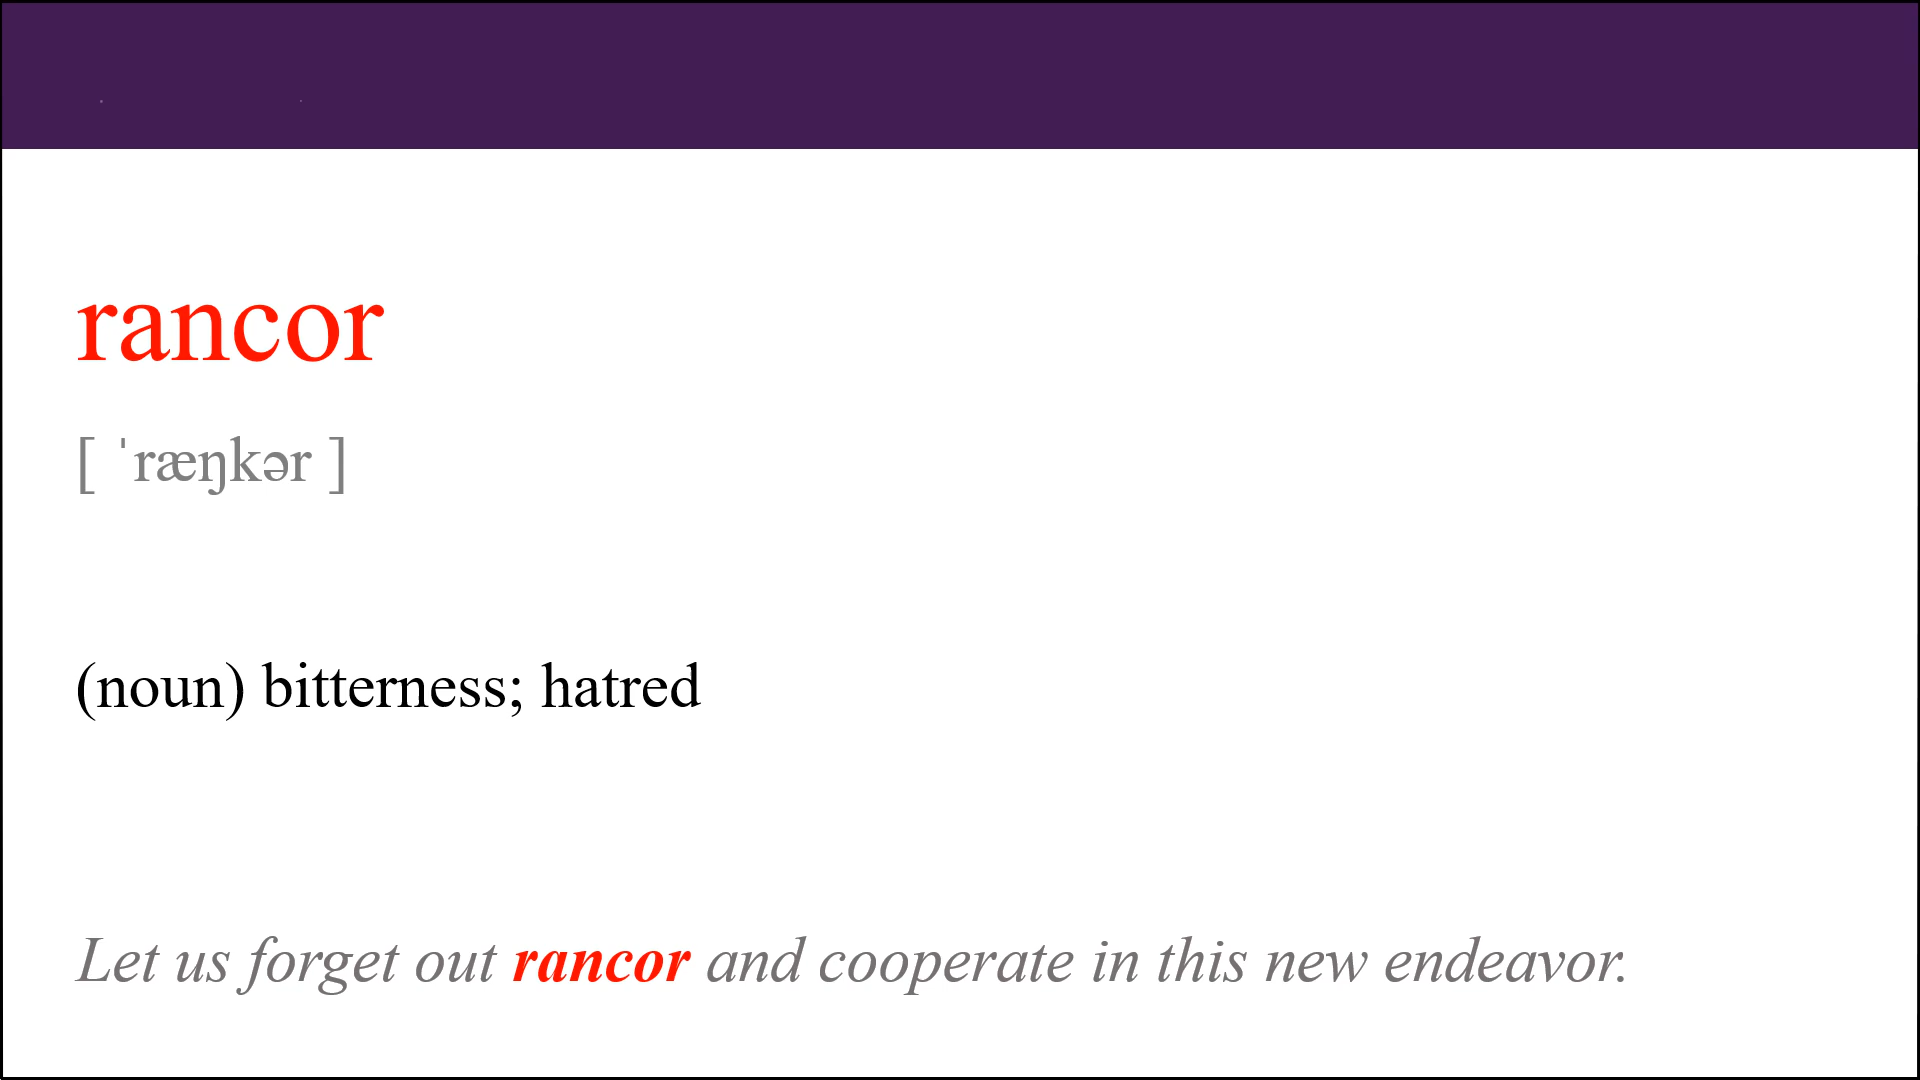 rancor
[ ˈræŋkər ]
(noun) bitterness; hatred
Let us forget out rancor and cooperate in this new endeavor.